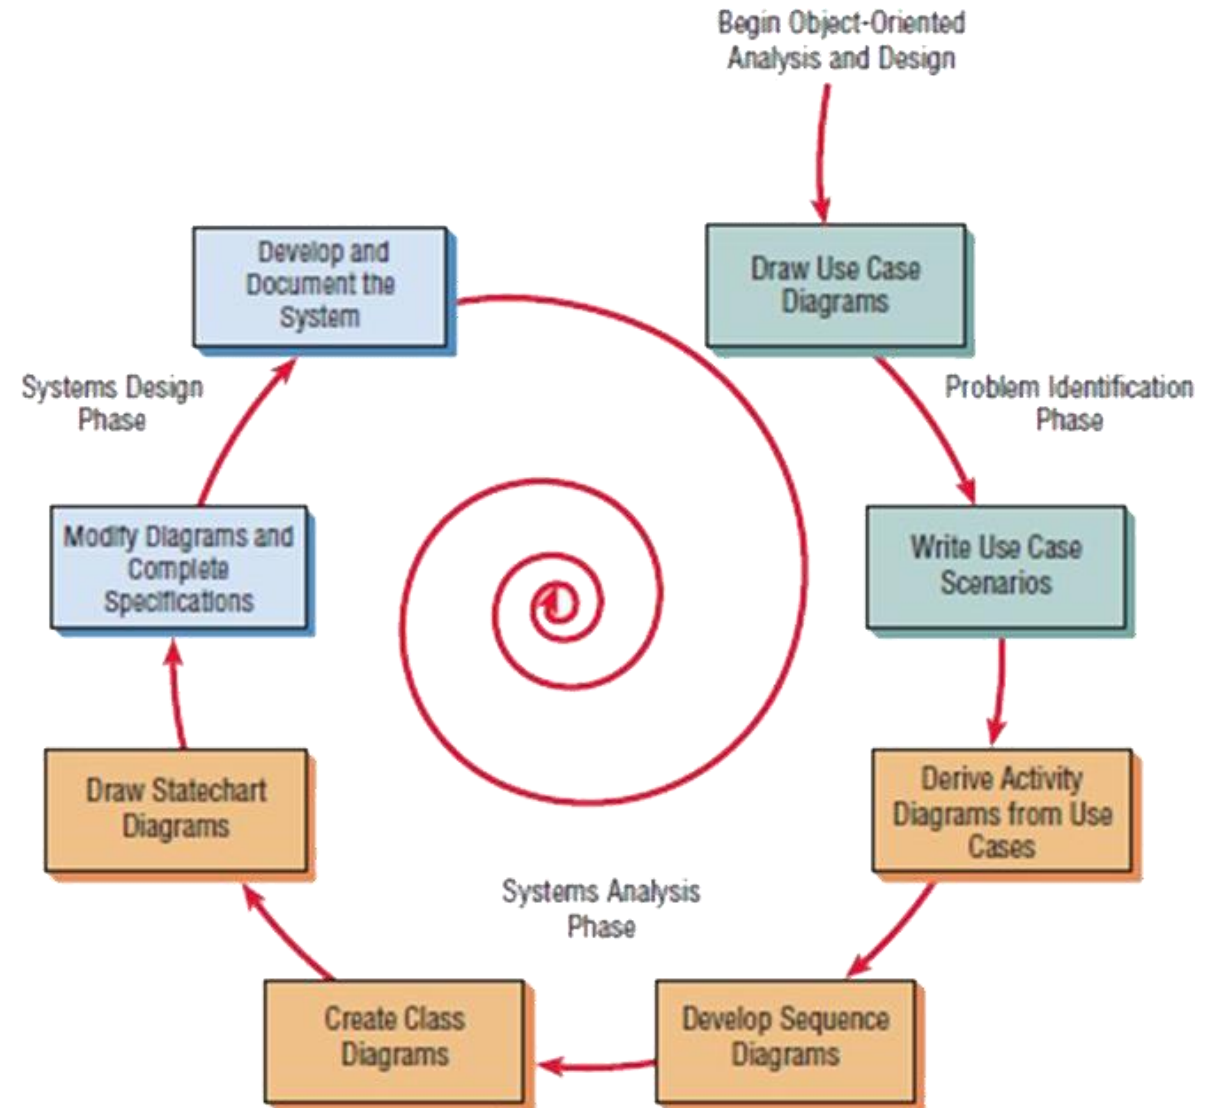 Begin Object-Oriented
Analysis and Design
Draw Use Case
Diagrams
Problem Identification
Phase
Write Use Case
Scenarios
Derive Activity
Diagrams from Use
Cases
Develop Sequence
Diagrams
Systems Analysis
Phase
Create Class
Diagrams
Draw Statechart
Diagrams
Modify Diagrams and
Complete
Specifications
Systems Design
Phase
Develop and
Document the
System